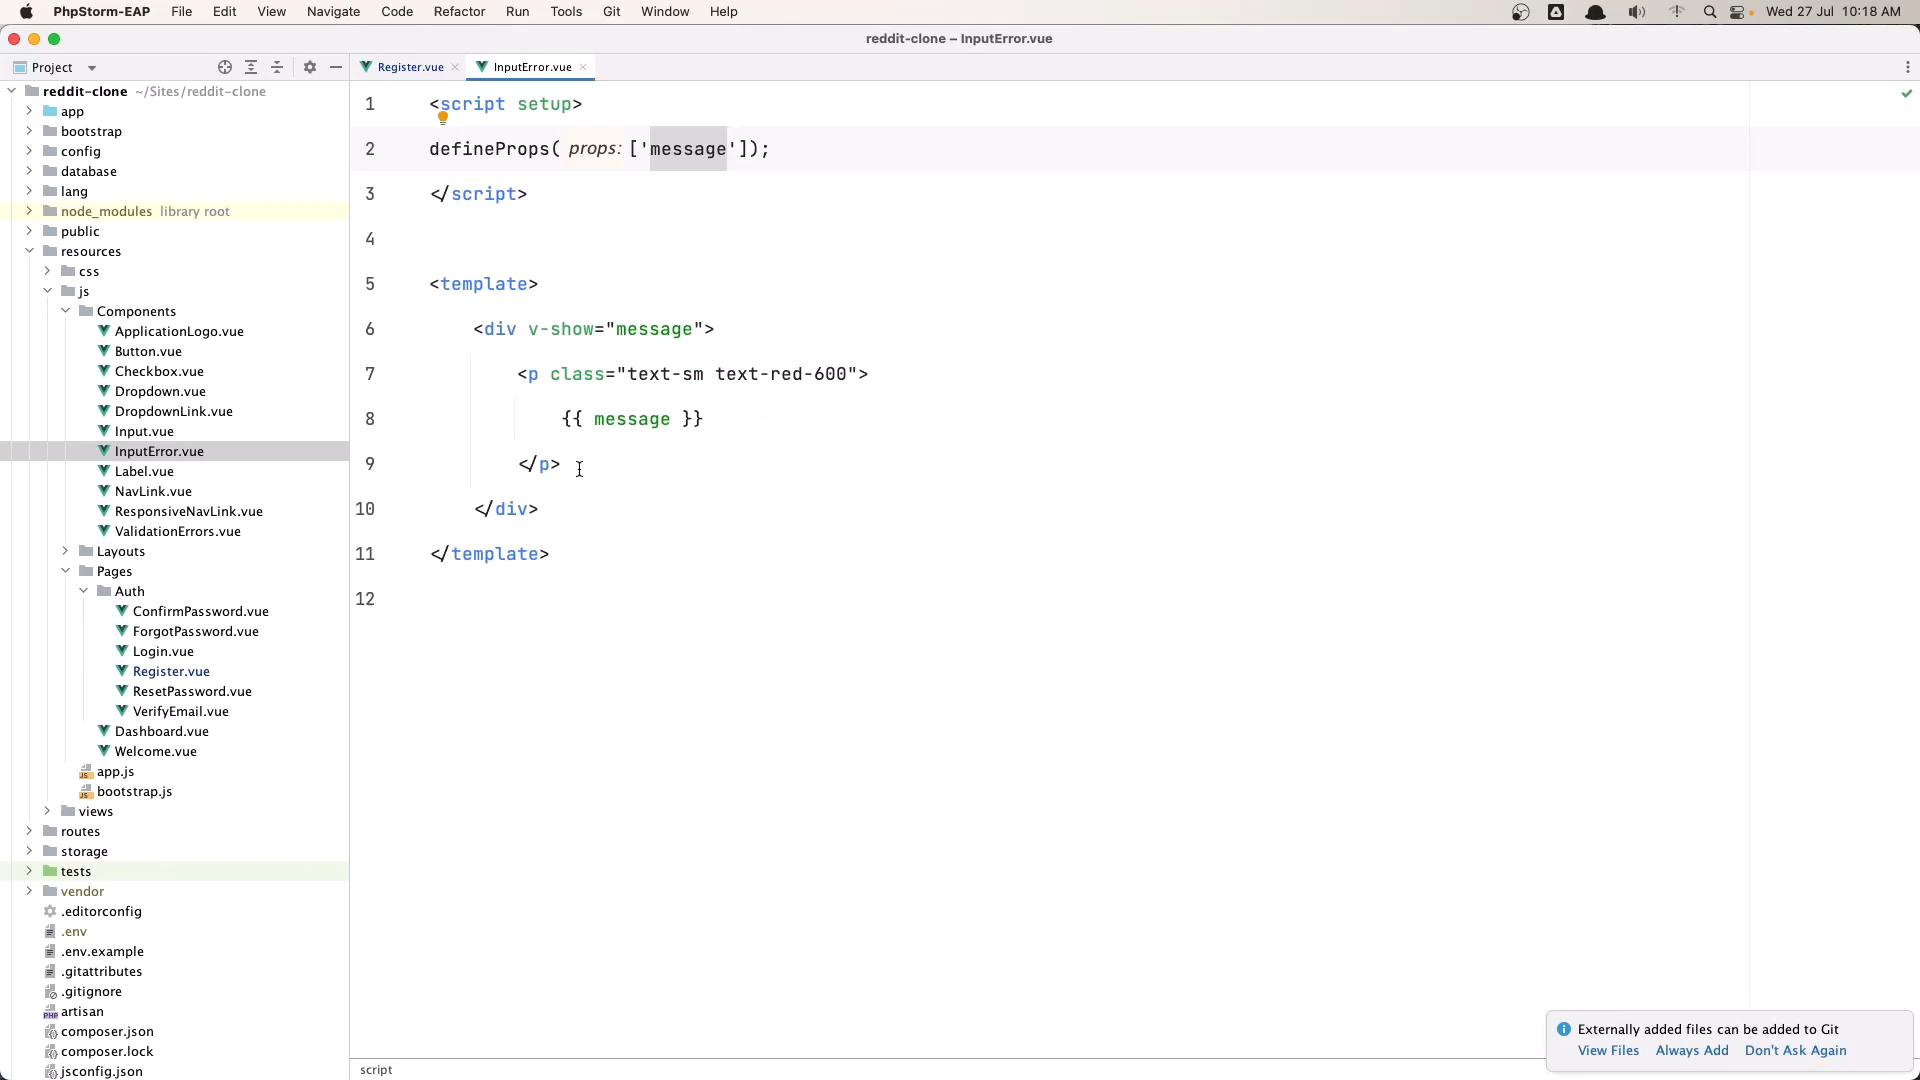 PhpStorm-EAP File Edit View Navigate Code Refactor Run Tools Git Window Help Wed 27 Jul 10:18 AM
reddit-clone – InputError.vue
Project Register.vue InputError.vue
reddit-clone ~/Sites/reddit-clone
app
bootstrap
config
database
lang
node_modules library root
public
resources
css
js
Components
ApplicationLogo.vue
Button.vue
Checkbox.vue
Dropdown.vue
DropdownLink.vue
Input.vue
InputError.vue
Label.vue
NavLink.vue
ResponsiveNavLink.vue
ValidationErrors.vue
Layouts
Pages
Auth
ConfirmPassword.vue
ForgotPassword.vue
Login.vue
Register.vue
ResetPassword.vue
VerifyEmail.vue
Dashboard.vue
Welcome.vue
app.js
bootstrap.js
views
routes
storage
tests
vendor
.editorconfig
.env
.env.example
.gitattributes
.gitignore
artisan
composer.json
composer.lock
jsconfig.json
1 <script setup>
2 defineProps( props: ['message']);
3 </script>
4
5 <template>
6 <div v-show="message">
7 <p class="text-sm text-red-600">
8 {{ message }}
9 </p>
10 </div>
11 </template>
12
Externally added files can be added to Git
View Files Always Add Don't Ask Again
script